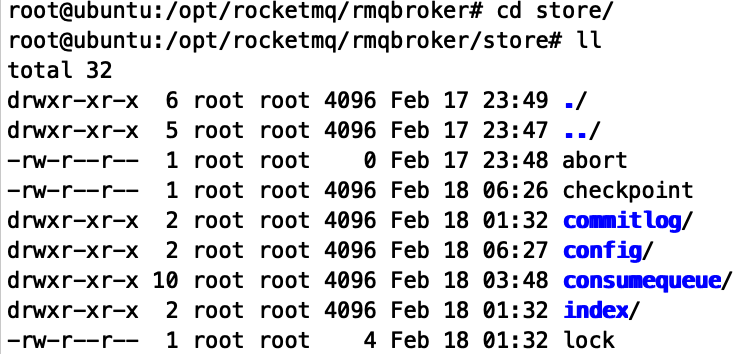 root@ubuntu:/opt/rocketmq/rmqbroker# cd store/
root@ubuntu:/opt/rocketmq/rmqbroker/store# ll
total 32
drwxr-xr-x  6 root root 4096 Feb 17 23:49 ./
drwxr-xr-x  5 root root 4096 Feb 17 23:47 ../
-rw-r--r--  1 root root    0 Feb 17 23:48 abort
-rw-r--r--  1 root root 4096 Feb 18 06:26 checkpoint
drwxr-xr-x  2 root root 4096 Feb 18 01:32 commitlog/
drwxr-xr-x  2 root root 4096 Feb 18 06:27 config/
drwxr-xr-x 10 root root 4096 Feb 18 03:48 consumequeue/
drwxr-xr-x  2 root root 4096 Feb 18 01:32 index/
-rw-r--r--  1 root root    4 Feb 18 01:32 lock